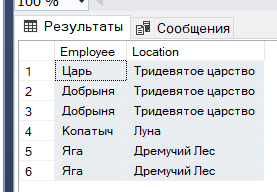 100 %
Результаты Сообщения
Employee Location
1 Царь Тридевятое царство
2 Добрыня Тридевятое царство
3 Добрыня Тридевятое царство
4 Копатыч Луна
5 Яга Дремучий Лес
6 Яга Дремучий Лес